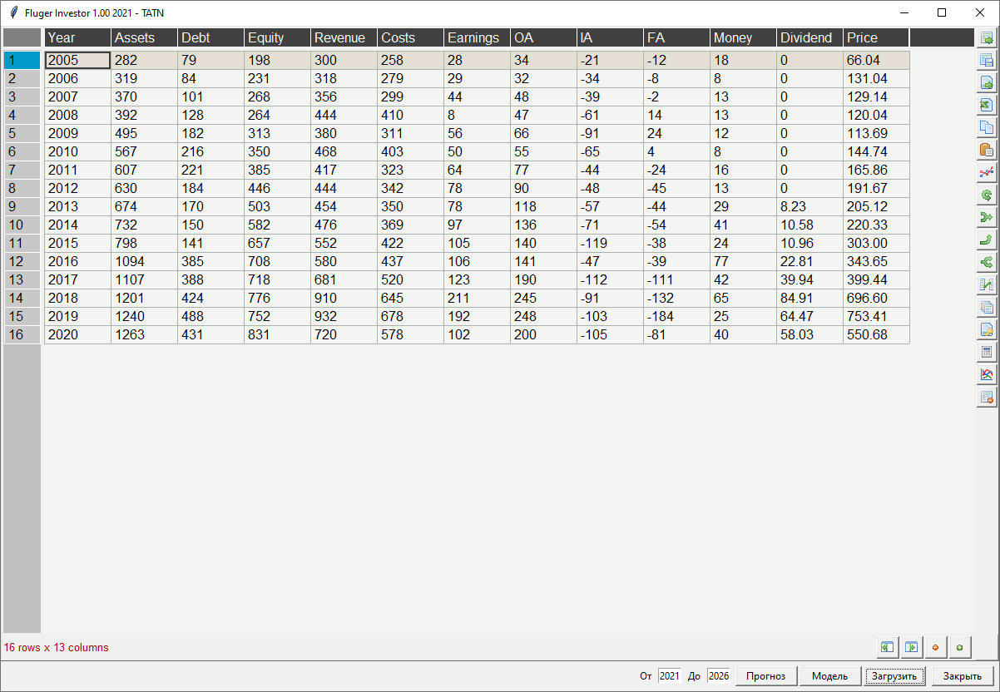 Fluger Investor 1.00 2021 - TATN
Year Assets Debt Equity Revenue Costs Earnings OA IA FA Money Dividend Price
1 2005 282 79 198 300 258 28 34 -21 -12 18 0 66.04
2 2006 319 84 231 318 279 29 32 -34 -8 8 0 131.04
3 2007 370 101 268 356 299 44 48 -39 -2 13 0 129.14
4 2008 392 128 264 444 410 8 47 -61 14 13 0 120.04
5 2009 495 182 313 380 311 56 66 -91 24 12 0 113.69
6 2010 567 216 350 468 403 50 55 -65 4 8 0 144.74
7 2011 607 221 385 417 323 64 77 -44 -24 16 0 165.86
8 2012 630 184 446 444 342 78 90 -48 -45 13 0 191.67
9 2013 674 170 503 454 350 78 118 -57 -44 29 8.23 205.12
10 2014 732 150 582 476 369 97 136 -71 -54 41 10.58 220.33
11 2015 798 141 657 552 422 105 140 -119 -38 24 10.96 303.00
12 2016 1094 385 708 580 437 106 141 -47 -39 77 22.81 343.65
13 2017 1107 388 718 681 520 123 190 -112 -111 42 39.94 399.44
14 2018 1201 424 776 910 645 211 245 -91 -132 65 84.91 696.60
15 2019 1240 488 752 932 678 192 248 -103 -184 25 64.47 753.41
16 2020 1263 431 831 720 578 102 200 -105 -81 40 58.03 550.68
16 rows x 13 columns
От 2021 До 2026 Прогноз Модель Загрузить Закрыть